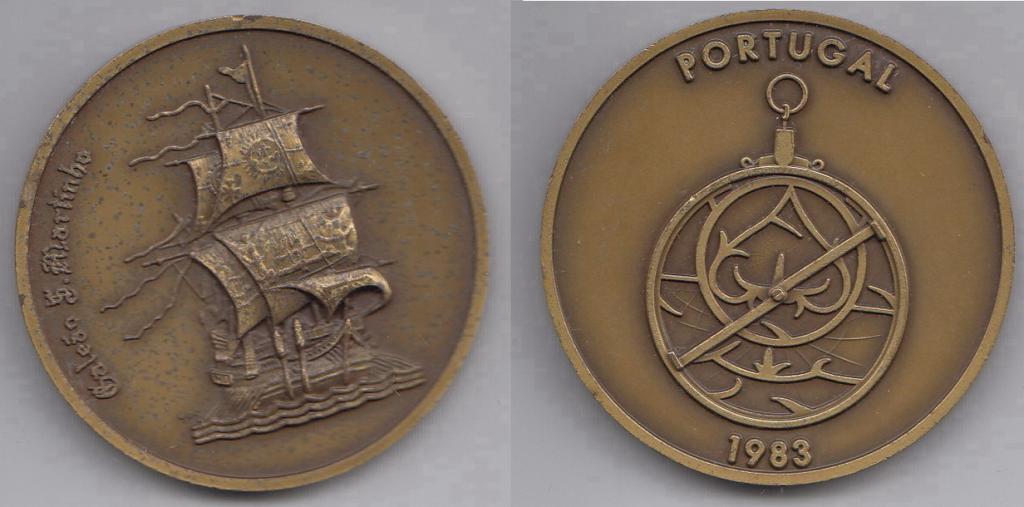 Galeão S. Martinho
PORTUGAL
1983